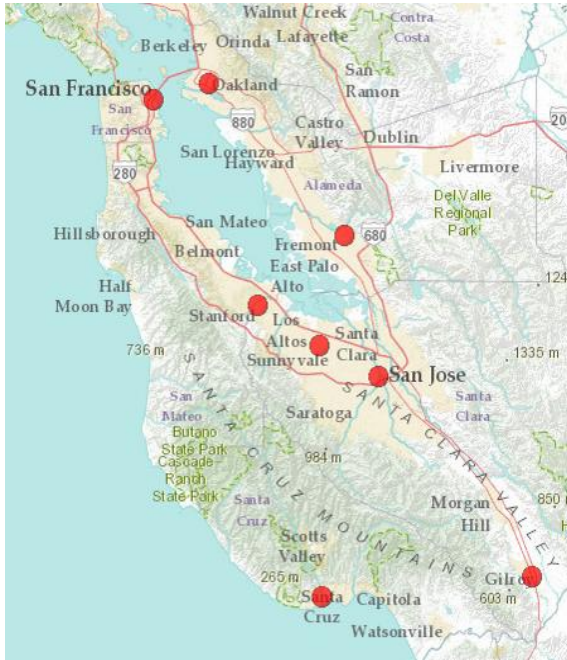 Walnut Creek
Contra
Costa
Berkeley
Orinda
Lafayette
San
Ramon
San Francisco
Oakland
San
Francisco
880
Castro
Valley
Dublin
20
San Lorenzo
Hayward
Livermore
280
Alameda
Del Valle
Regional
Park
San Mateo
Hillsborough
680
Belmont
Fremont
East Palo
Alto
124
Half
Moon Bay
Stanford
Los
Altos
Santa
Clara
736 m
Sunnyvale
1335 m
San Jose
San
Mateo
Saratoga
Santa
Clara
SANTA CLARA VALLEY
Butano
State Park
Cascade
Ranch
State Park
984 m
SANTA CRUZ MOUNTAINS
Santa
Cruz
Morgan
Hill
850
H
Scotts
Valley
265 m
Gilroy
603 m
Santa
Cruz
Capitola
Watsonville